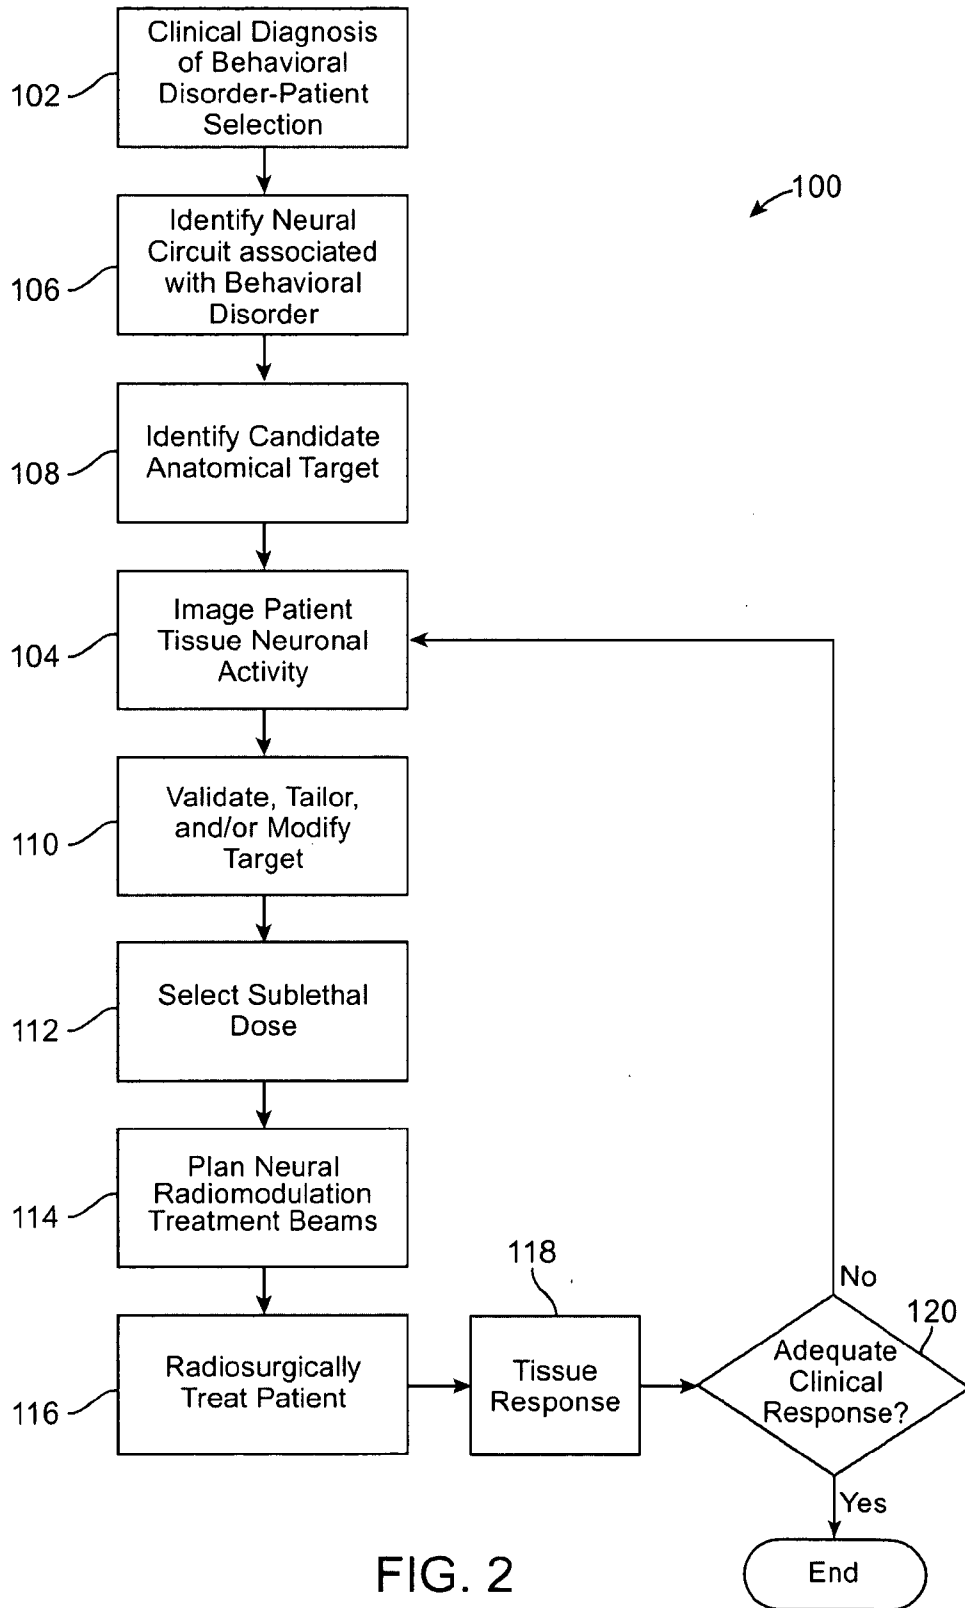 Clinical Diagnosis
of Behavioral
Disorder-Patient
Selection
102
100
Identify Neural
Circuit associated
with Behavioral
Disorder
106
Identify Candidate
Anatomical Target
108
Image Patient
Tissue Neuronal
Activity
104
Validate, Tailor,
and/or Modify
Target
110
Select Sublethal
Dose
112
Plan Neural
Radiomodulation
Treatment Beams
114
Radiosurgically
Treat Patient
116
118
Tissue
Response
No
120
Adequate
Clinical
Response?
Yes
End
FIG. 2